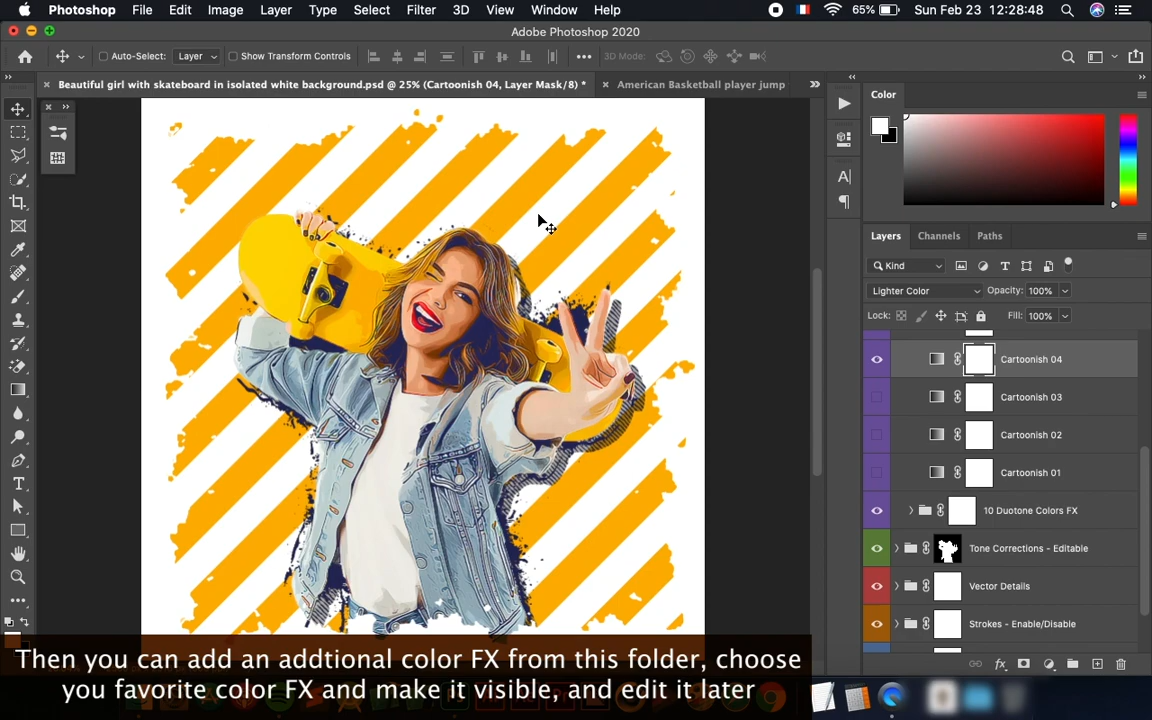 Photoshop File Edit Image Layer Type Select Filter 3D View Window Help 65% Sun Feb 23 12:28:48
Adobe Photoshop 2020
Auto-Select: Layer Show Transform Controls 3D Mode:
Beautiful girl with skateboard in isolated white background.psd @ 25% (Cartoonish 04, Layer Mask/8) * American Basketball player jump
Color
Layers Channels Paths
Kind
Lighter Color Opacity: 100%
Lock: Fill: 100%
Cartoonish 04
Cartoonish 03
Cartoonish 02
Cartoonish 01
10 Duotone Colors FX
Tone Corrections - Editable
Vector Details
Strokes - Enable/Disable
Then you can add an addtional color FX from this folder, choose
you favorite color FX and make it visible, and edit it later